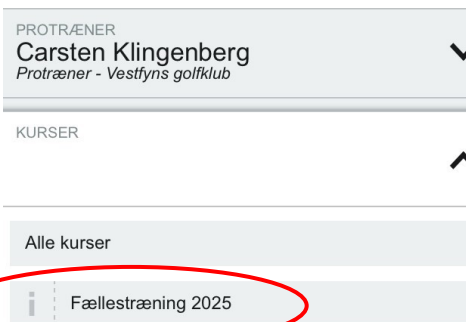 PROTRÆNER
Carsten Klingenberg
Protræner - Vestfyns golfklub
KURSER
Alle kurser
i Fællestræning 2025